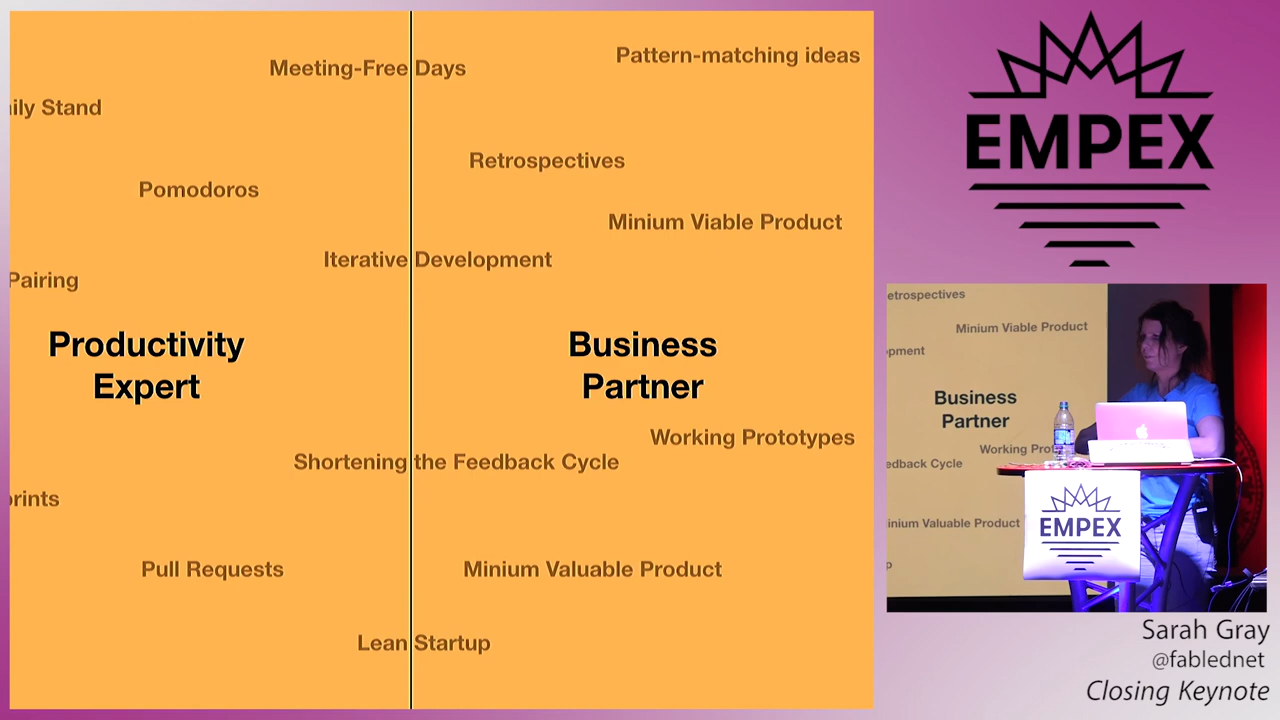 Meeting-Free Days
Pattern-matching ideas
ily Stand
Retrospectives
Pomodoros
Minium Viable Product
Iterative Development
Pairing
Productivity
Expert
Business
Partner
Working Prototypes
Shortening the Feedback Cycle
prints
Pull Requests
Minium Valuable Product
Lean Startup
EMPEX
etrospectives
Minium Viable Product
opment
Business
Partner
Working Prot
edback Cycle
inium Valuable Product
p
EMPEX
Sarah Gray
@fablednet
Closing Keynote